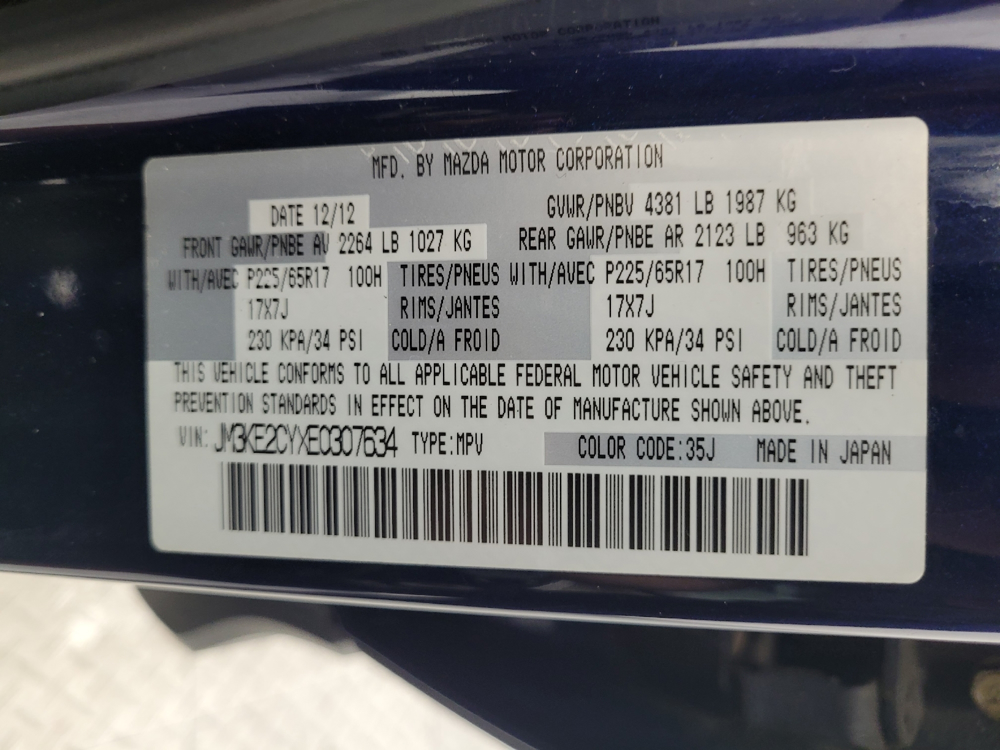 MFD. BY MAZDA MOTOR CORPORATION
DATE 12/12 GVWR/PNBV 4381 LB 1987 KG
FRONT GAWR/PNBE AV 2264 LB 1027 KG REAR GAWR/PNBE AR 2123 LB 963 KG
WITH/AVEC P225/65R17 100H TIRES/PNEUS WITH/AVEC P225/65R17 100H TIRES/PNEUS
17X7J RIMS/JANTES 17X7J RIMS/JANTES
230 KPA/34 PSI COLD/A FROID 230 KPA/34 PSI COLD/A FROID
THIS VEHICLE CONFORMS TO ALL APPLICABLE FEDERAL MOTOR VEHICLE SAFETY AND THEFT
PREVENTION STANDARDS IN EFFECT ON THE DATE OF MANUFACTURE SHOWN ABOVE.
VIN: JM3KE2CYXE0307634 TYPE:MPV COLOR CODE:35J MADE IN JAPAN